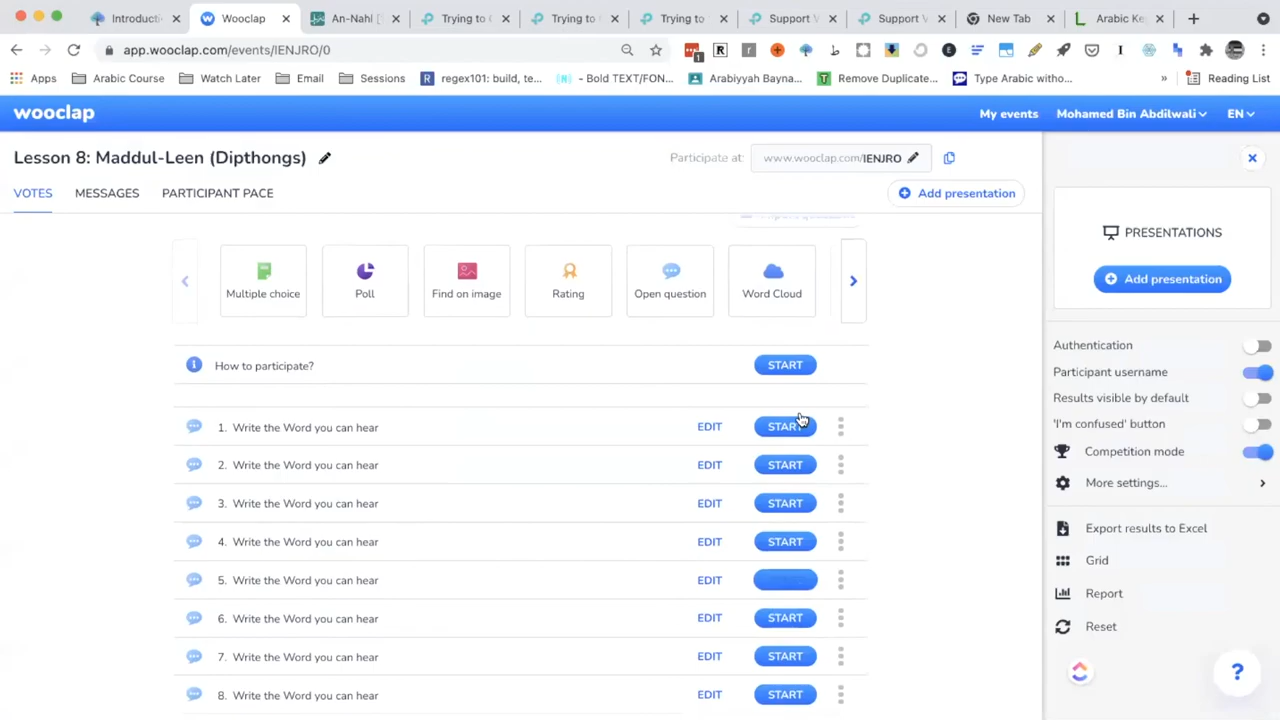 Introducti
Wooclap
An-Nahl
Trying to
Trying to
Trying to
Support V
Support V
New Tab
Arabic Ke
app.wooclap.com/events/IENJRO/0
Apps
Arabic Course
Watch Later
Email
Sessions
regex101: build, te...
- Bold TEXT/FON...
Arabiyyah Bayna...
Remove Duplicate...
Type Arabic witho...
»
Reading List
wooclap
My events
Mohamed Bin Abdilwali
EN
Lesson 8: Maddul-Leen (Dipthongs)
Participate at:
www.wooclap.com/IENJRO
VOTES
MESSAGES
PARTICIPANT PACE
Add presentation
Multiple choice
Poll
Find on image
Rating
Open question
Word Cloud
How to participate?
START
1. Write the Word you can hear
EDIT
START
2. Write the Word you can hear
EDIT
START
3. Write the Word you can hear
EDIT
START
4. Write the Word you can hear
EDIT
START
5. Write the Word you can hear
EDIT
6. Write the Word you can hear
EDIT
START
7. Write the Word you can hear
EDIT
START
8. Write the Word you can hear
EDIT
START
PRESENTATIONS
Add presentation
Authentication
Participant username
Results visible by default
'I'm confused' button
Competition mode
More settings...
Export results to Excel
Grid
Report
Reset
?